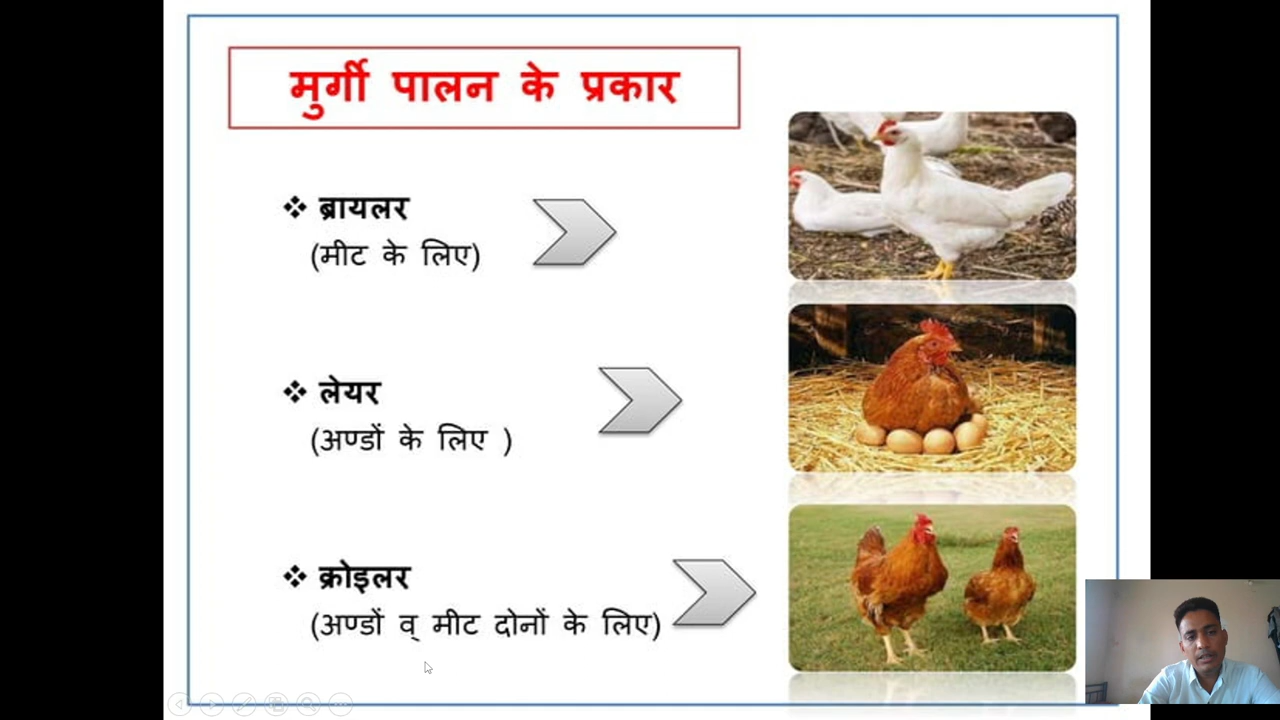 मुर्गी पालन के प्रकार
❖ ब्रायलर
(मीट के लिए)
❖ लेयर
(अण्डों के लिए )
❖ क्रोइलर
(अण्डों व् मीट दोनों के लिए)